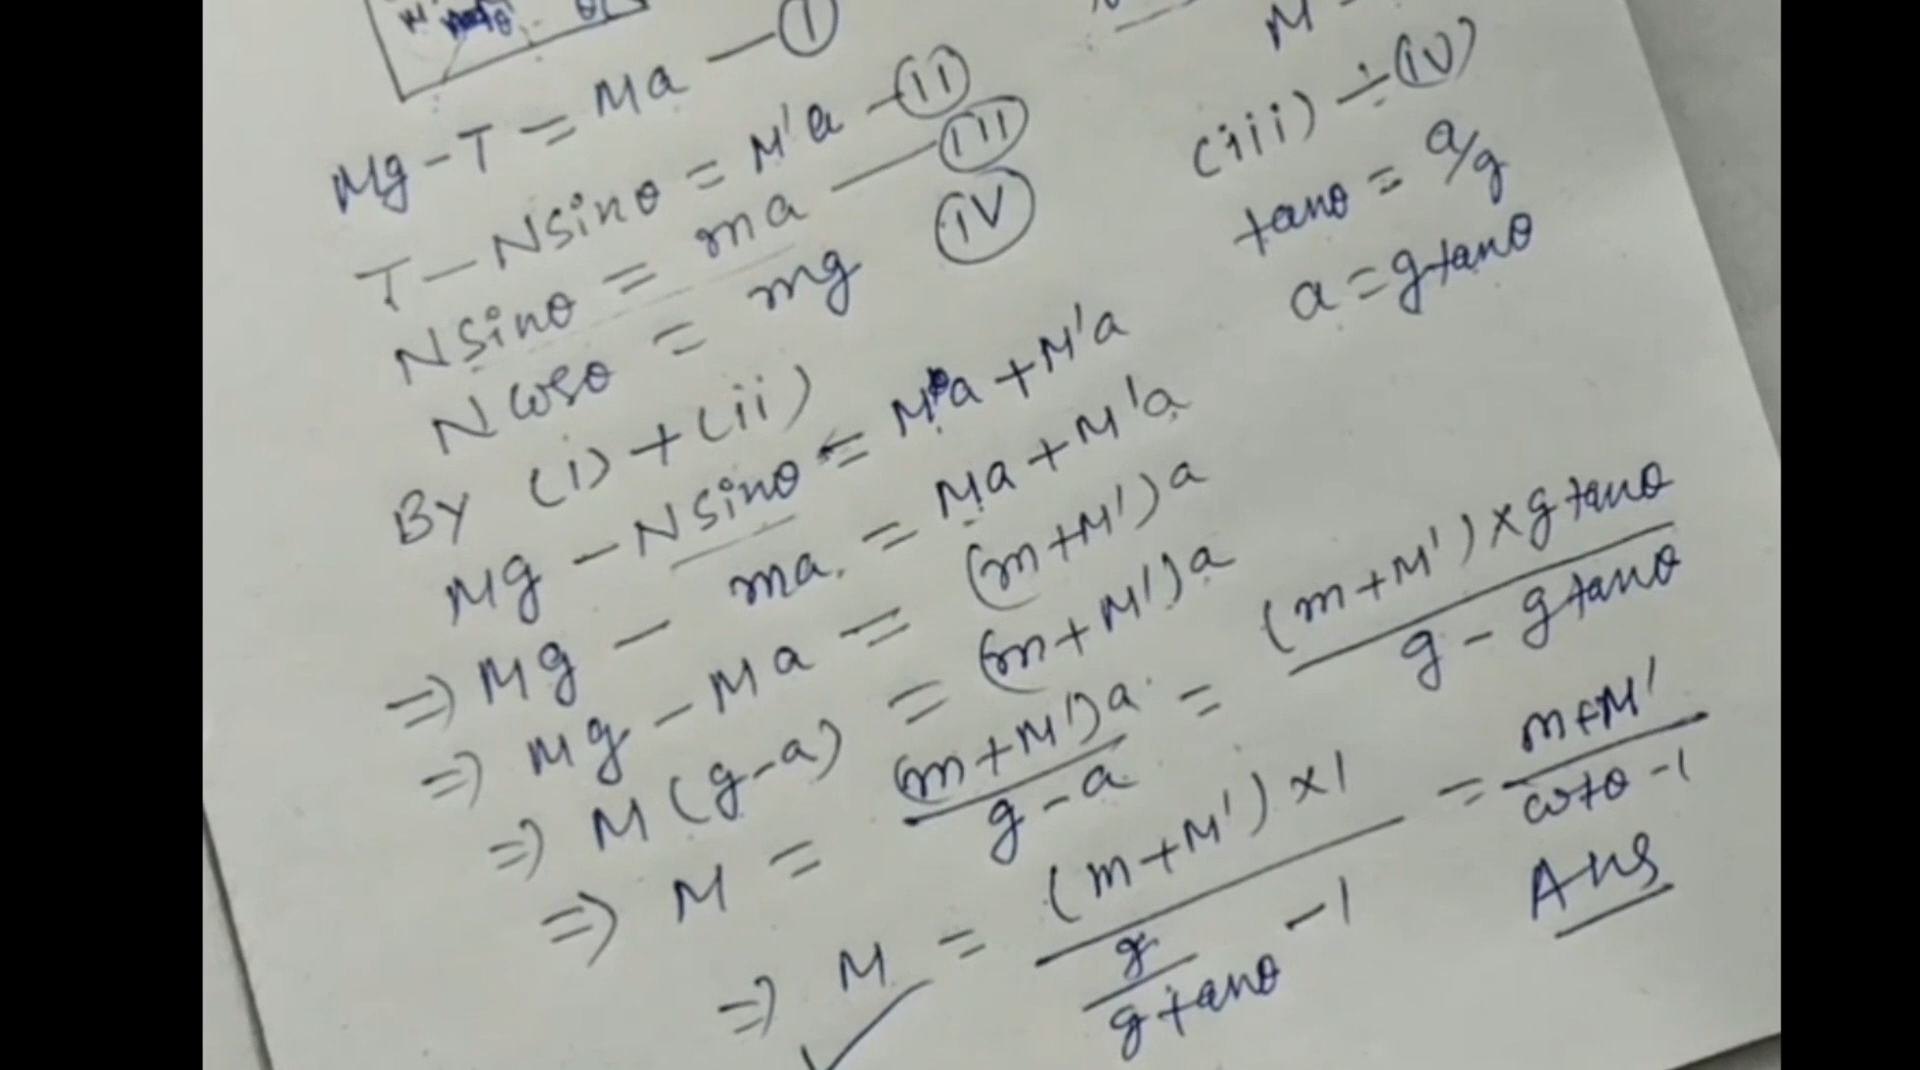 Mg - T = Ma — (I)
T - N sinθ = M'a — (II)
N sinθ = ma — (III)
N cosθ = mg (IV)
(iii) ÷ (IV)
tanθ = a/g
a = g tanθ
By (i) + (ii)
Mg - N sinθ = Ma + M'a
⇒ Mg - ma = Ma + M'a
⇒ Mg - Ma = (m + M')a
⇒ M(g-a) = (m + M')a
⇒ M = (m + M')a / g - a = (m + M') × g tanθ / g - g tanθ
⇒ M = (m + M') × 1 / g / g tanθ - 1 = m + M' / cotθ - 1
Ans